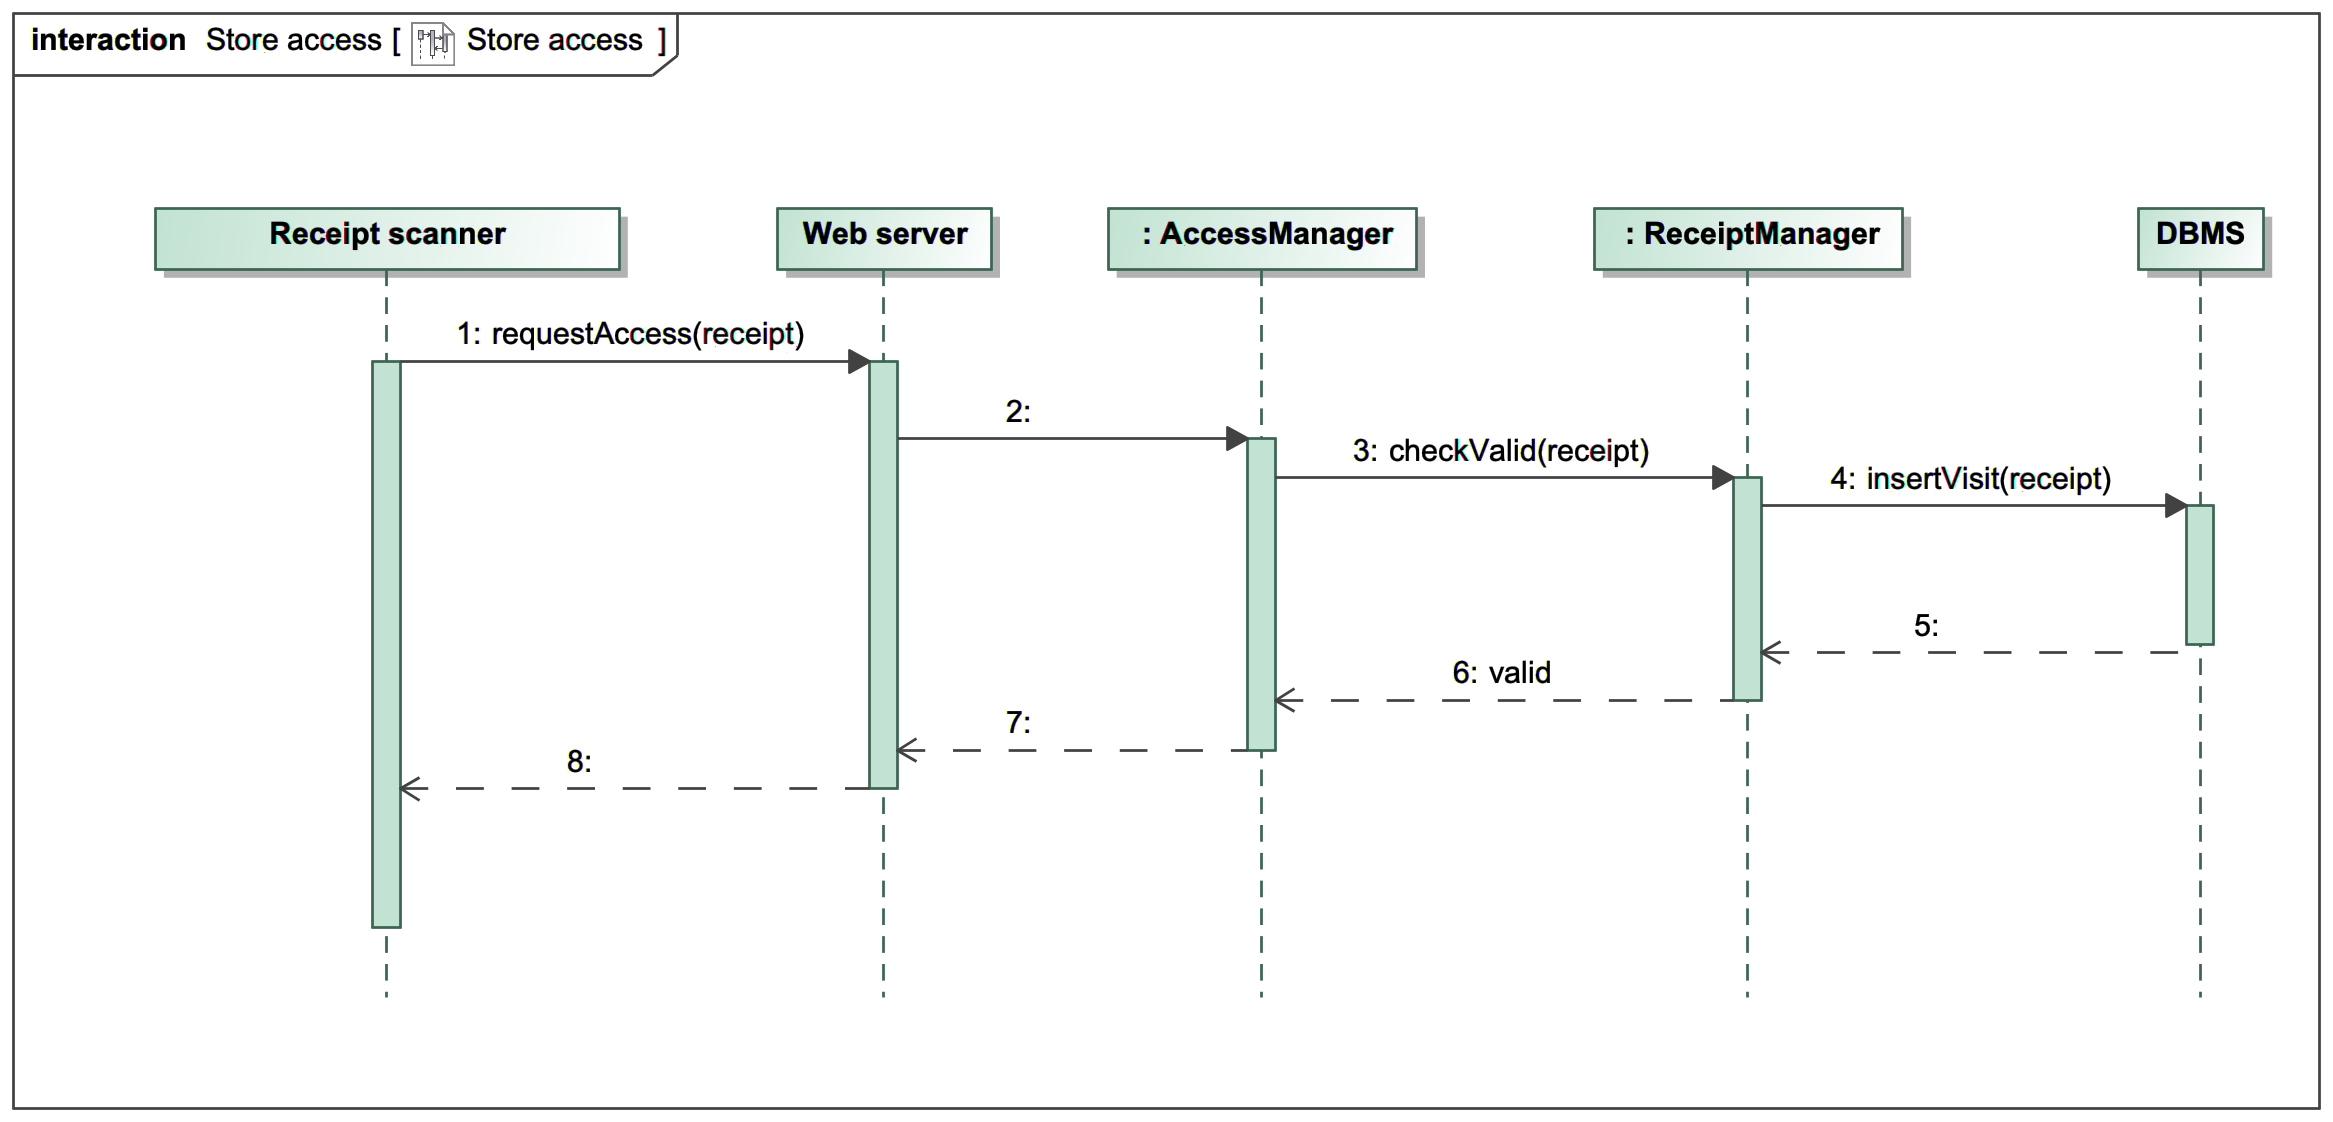 interaction Store access [ Store access ]
Receipt scanner
Web server
: AccessManager
: ReceiptManager
DBMS
1: requestAccess(receipt)
2:
3: checkValid(receipt)
4: insertVisit(receipt)
5:
6: valid
7:
8: